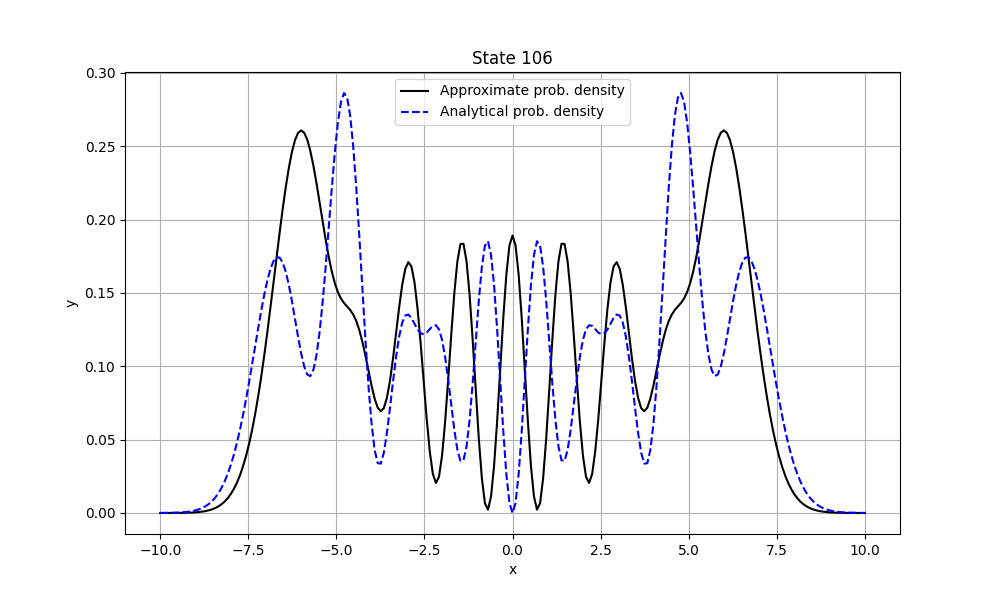 State 106
Approximate prob. density
Analytical prob. density
y
0.30
0.25
0.20
0.15
0.10
0.05
0.00
−10.0 −7.5 −5.0 −2.5 0.0 2.5 5.0 7.5 10.0
x